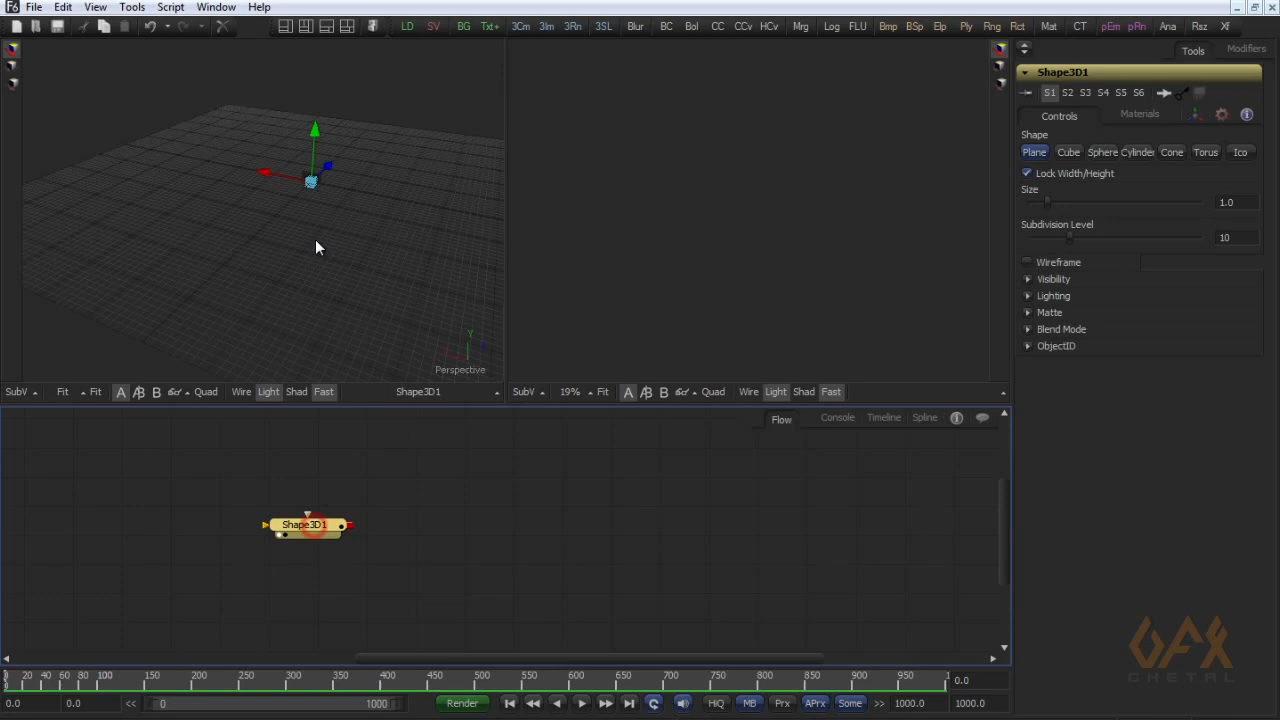 F6 File Edit View Tools Script Window Help
LD SV BG Txt+ 3Cm 3Im 3Rn 3SL Blur BC Bol CC CCv HCv Log FLU Bmp BSp Elp Ply Rng Rct Mat CT pEm pRn Ana Rsz Xf
Tools Modifiers
Shape3D1
S1 S2 S3 S4 S5 S6
Controls Materials
Shape
Plane Cube Sphere Cylinder Cone Torus Ico
Lock Width/Height
Size
1.0
Subdivision Level
10
Wireframe
Visibility
Lighting
Matte
Blend Mode
ObjectID
Y
Perspective
SubV Fit Fit A B Quad Wire Light Shad Fast Shape3D1
SubV 19% Fit A B Quad Wire Light Shad Fast
Flow Console Timeline Spline
Shape3D1
GFX
CHETAL
0 20 40 60 80 100 150 200 250 300 350 400 450 500 550 600 650 700 750 800 850 900 950 1
0.0
0.0 0.0 << 0 1000 Render HiQ MB Prx APrx Some >> 1000.0 1000.0